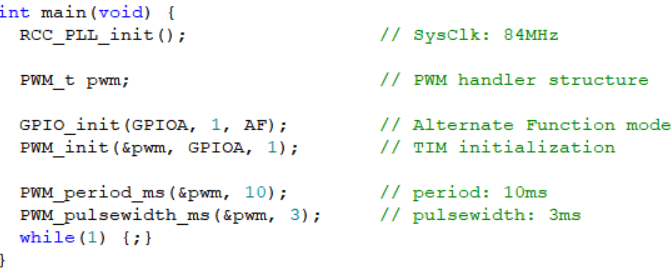 int main(void) {
RCC_PLL_init(); // SysClk: 84MHz
PWM_t pwm; // PWM handler structure
GPIO_init(GPIOA, 1, AF); // Alternate Function mode
PWM_init(&pwm, GPIOA, 1); // TIM initialization
PWM_period_ms(&pwm, 10); // period: 10ms
PWM_pulsewidth_ms(&pwm, 3); // pulsewidth: 3ms
while(1) {;}
}